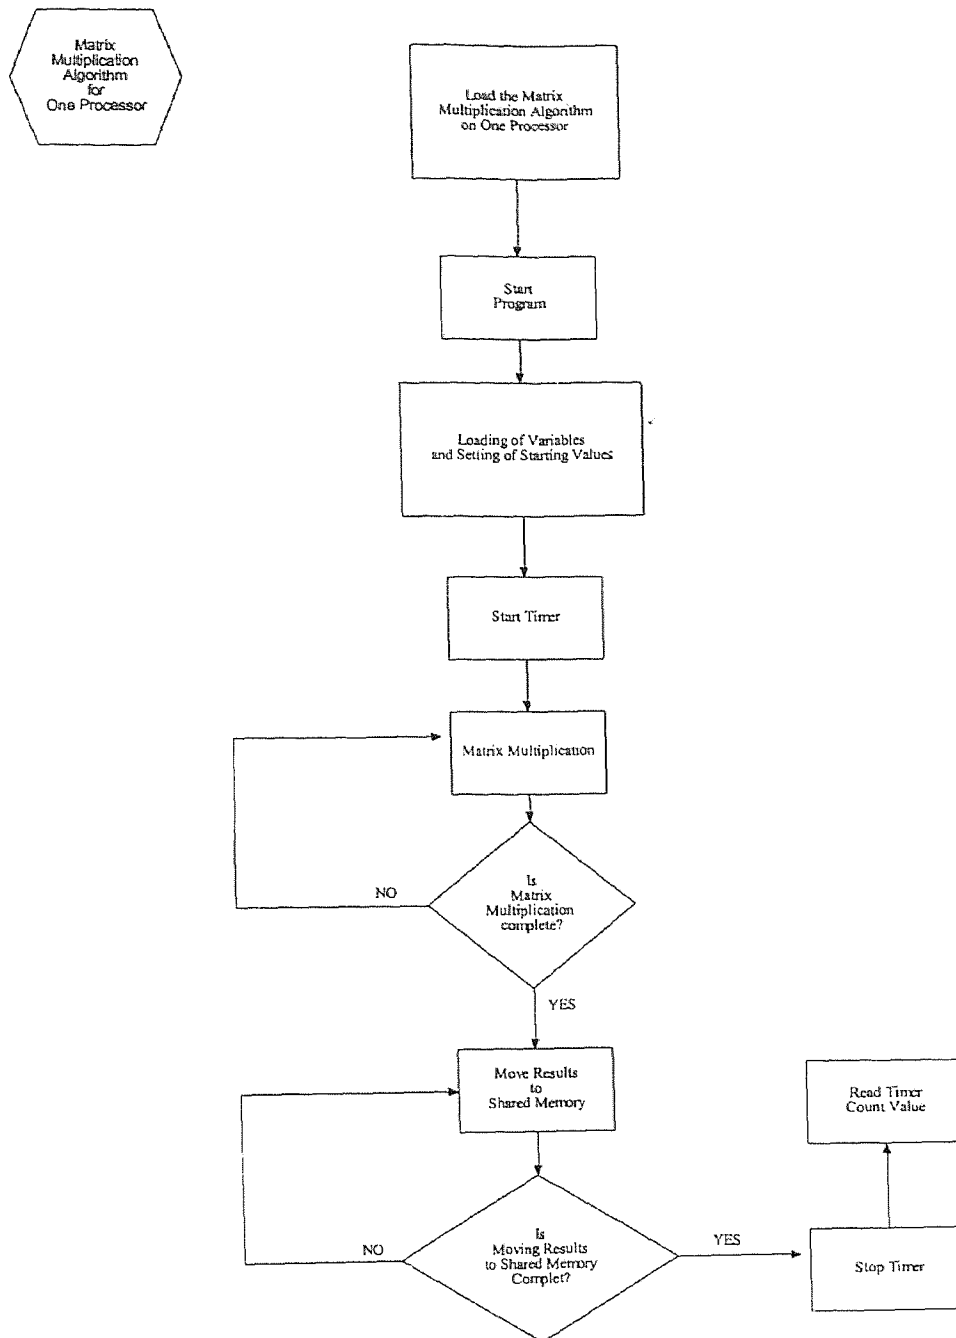 Matrix
Multiplication
Algorithm
for
One Processor
Load the Matrix
Multiplication Algorithm
on One Processor
Start
Program
Loading of Variables
and Setting of Starting Values
Start Timer
Matrix Multiplication
Is
Matrix
Multiplication
complete?
NO
YES
Move Results
to
Shared Memory
Read Timer
Count Value
Is
Moving Results
to Shared Memory
Complet?
NO
YES
Stop Timer